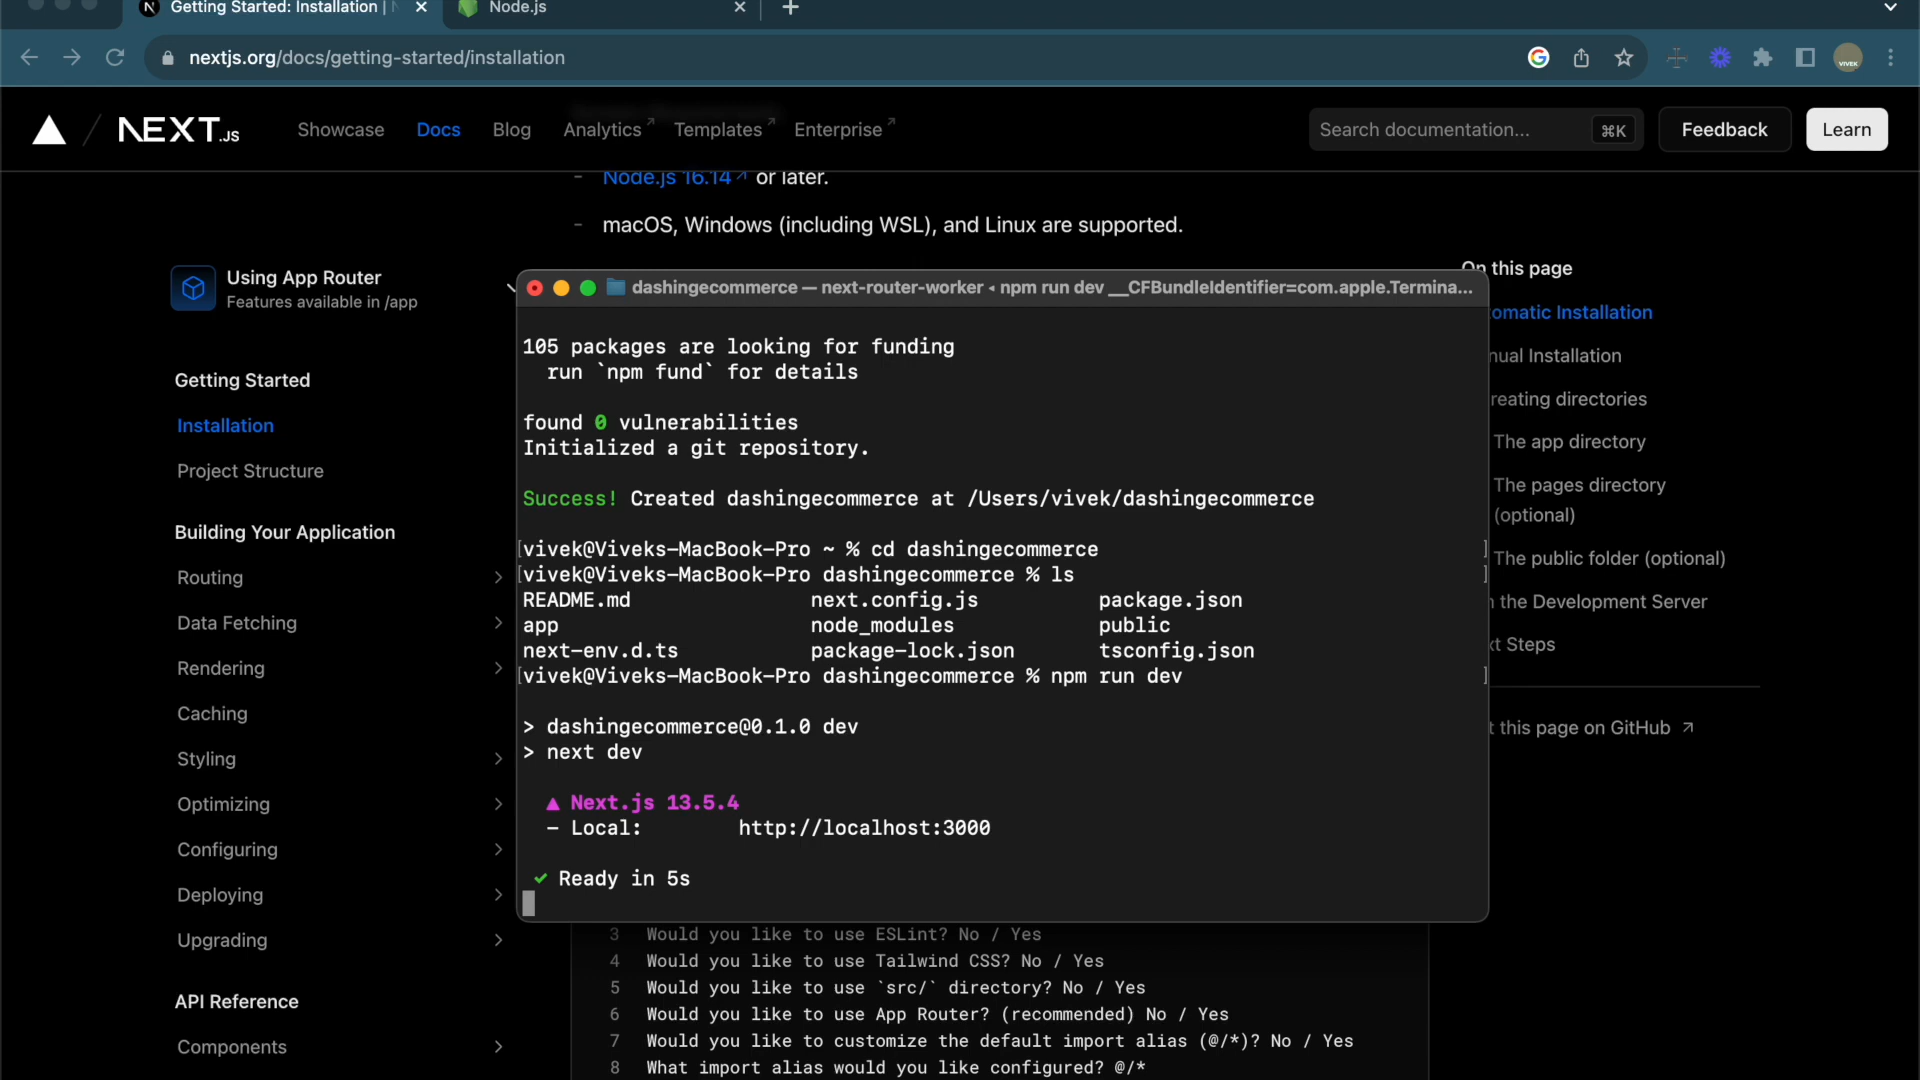 Getting Started: Installation |
Node.js
nextjs.org/docs/getting-started/installation
VIVEK
NEXT.JS
Showcase
Docs
Blog
Analytics
Templates
Enterprise
Search documentation...
⌘K
Feedback
Learn
- Node.js 16.14 or later.
- macOS, Windows (including WSL), and Linux are supported.
Using App Router
Features available in /app
Getting Started
Installation
Project Structure
Building Your Application
Routing
Data Fetching
Rendering
Caching
Styling
Optimizing
Configuring
Deploying
Upgrading
API Reference
Components
dashingecommerce — next-router-worker ◂ npm run dev __CFBundleIdentifier=com.apple.Termina...
105 packages are looking for funding
run `npm fund` for details
found 0 vulnerabilities
Initialized a git repository.
Success! Created dashingecommerce at /Users/vivek/dashingecommerce
[vivek@Viveks-MacBook-Pro ~ % cd dashingecommerce ]
[vivek@Viveks-MacBook-Pro dashingecommerce % ls ]
README.md next.config.js package.json
app node_modules public
next-env.d.ts package-lock.json tsconfig.json
[vivek@Viveks-MacBook-Pro dashingecommerce % npm run dev ]
> dashingecommerce@0.1.0 dev
> next dev
▲ Next.js 13.5.4
- Local: http://localhost:3000
✓ Ready in 5s
3 Would you like to use ESLint? No / Yes
4 Would you like to use Tailwind CSS? No / Yes
5 Would you like to use `src/` directory? No / Yes
6 Would you like to use App Router? (recommended) No / Yes
7 Would you like to customize the default import alias (@/*)? No / Yes
8 What import alias would you like configured? @/*
On this page
omatic Installation
nual Installation
reating directories
The app directory
The pages directory
(optional)
The public folder (optional)
the Development Server
xt Steps
t this page on GitHub